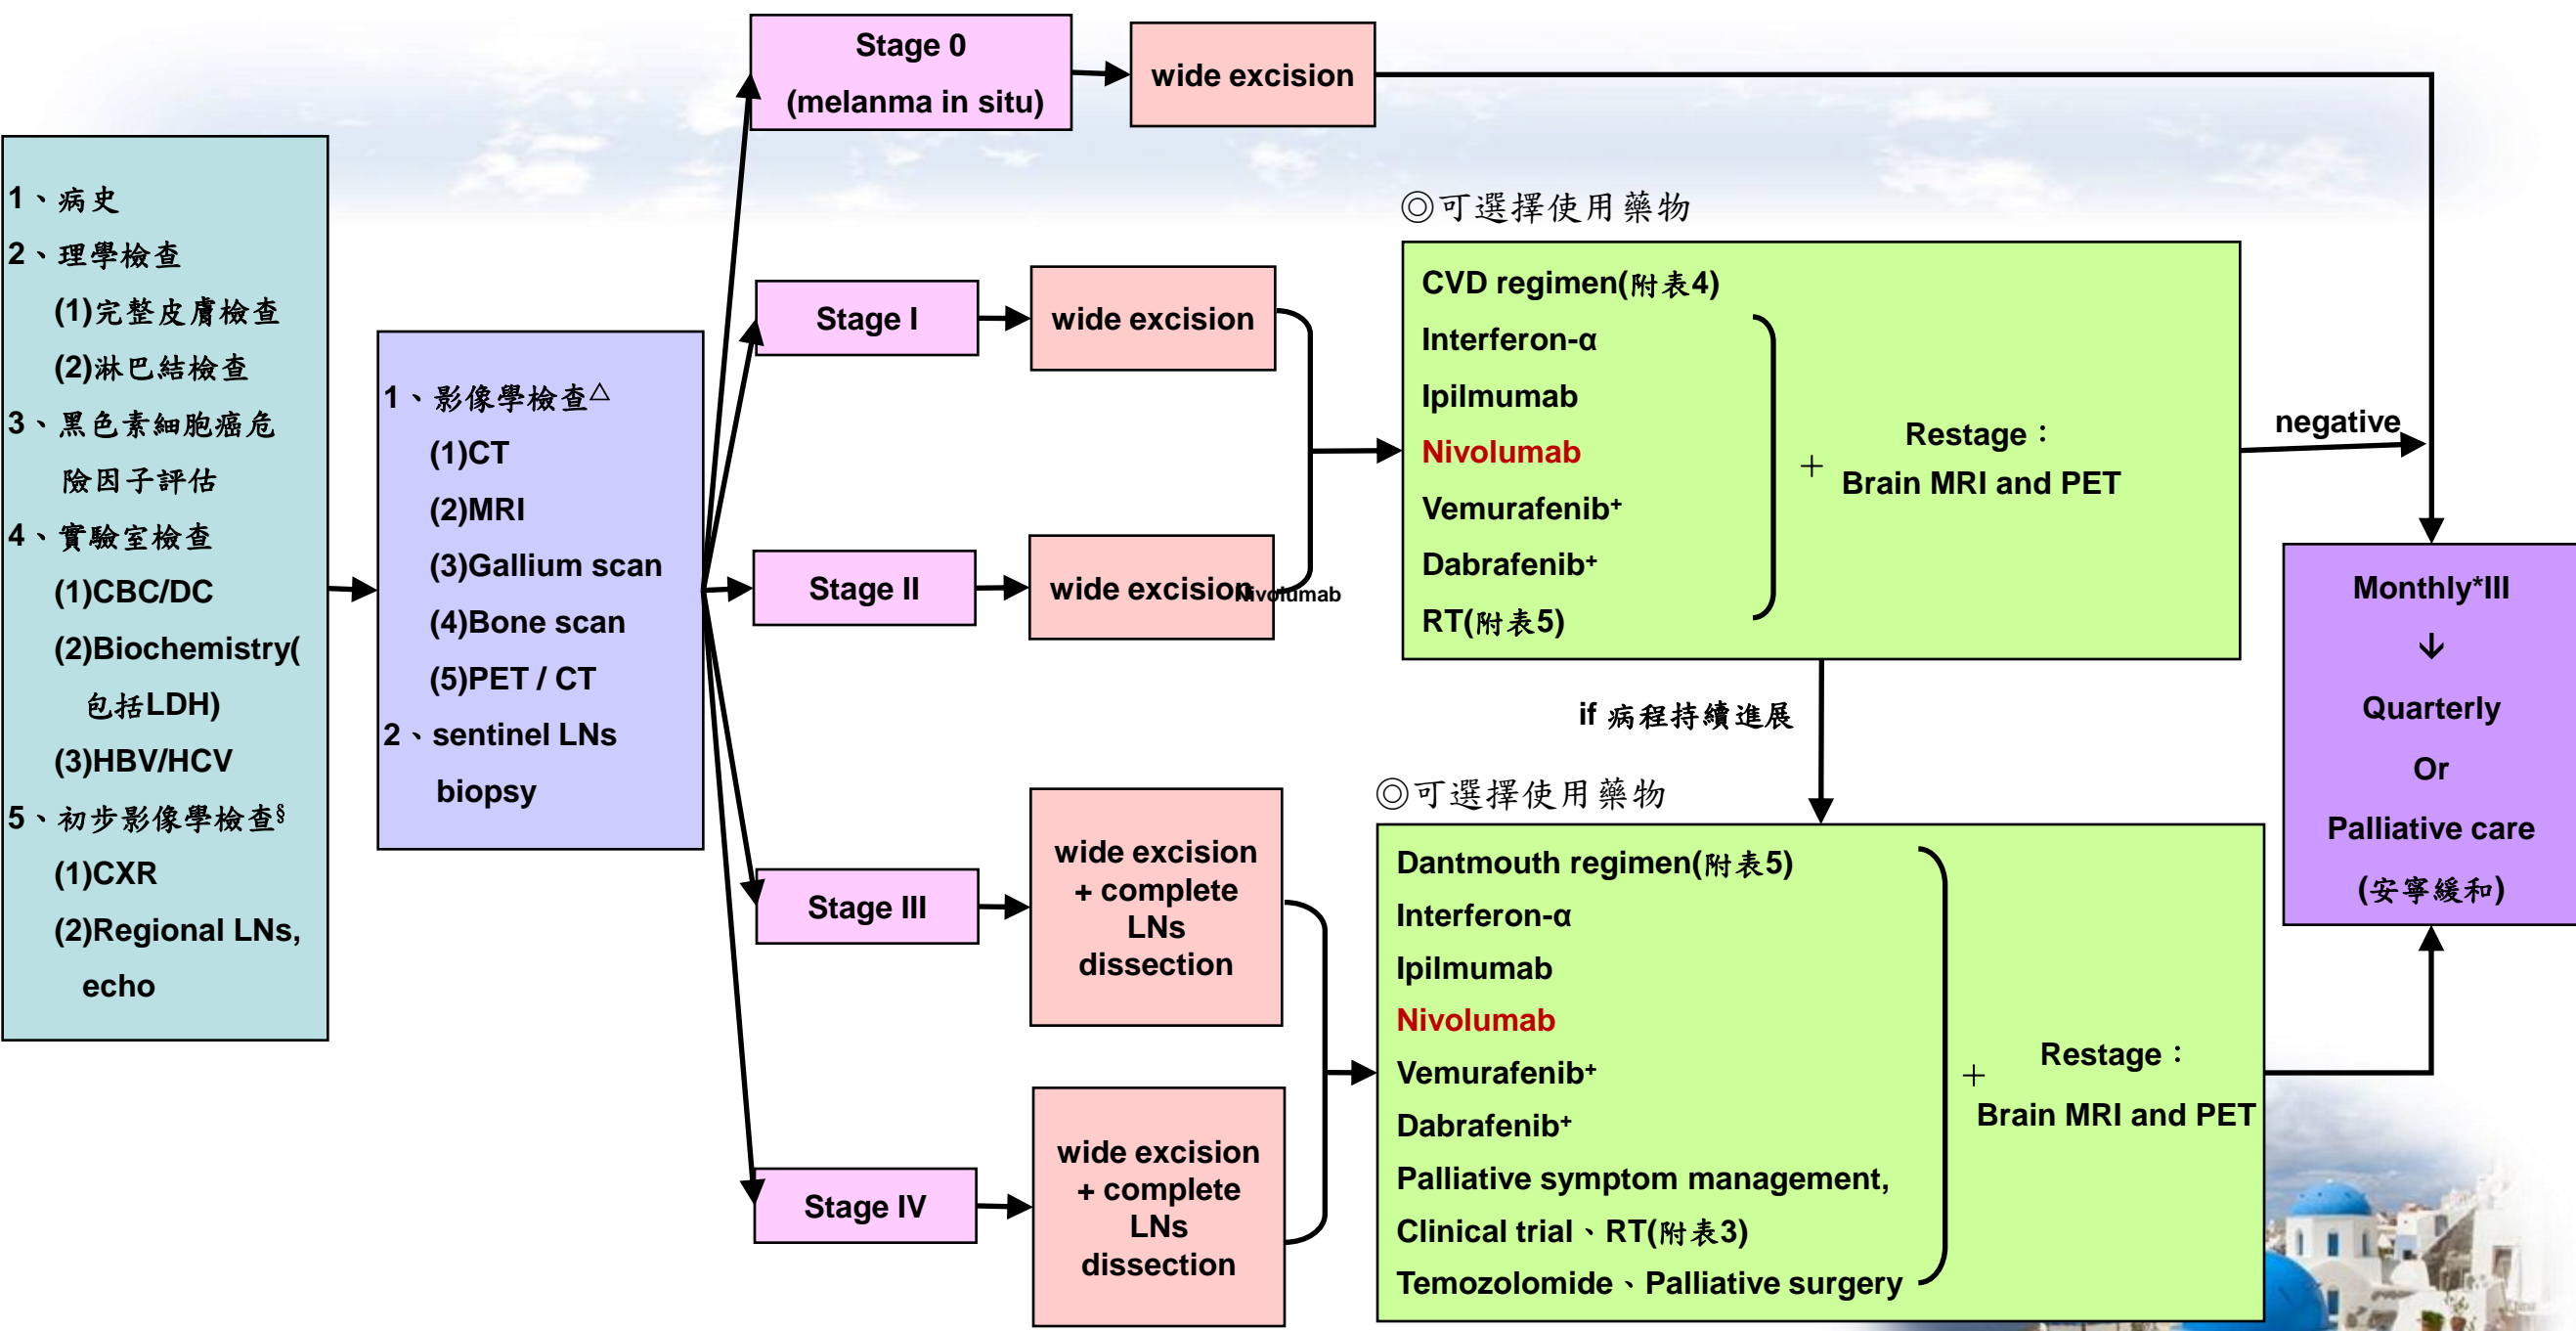 1、病史
2、理學檢查
(1)完整皮膚檢查
(2)淋巴結檢查
3、黑色素細胞癌危
險因子評估
4、實驗室檢查
(1)CBC/DC
(2)Biochemistry(
包括LDH)
(3)HBV/HCV
5、初步影像學檢查§
(1)CXR
(2)Regional LNs,
echo
1、影像學檢查△
(1)CT
(2)MRI
(3)Gallium scan
(4)Bone scan
(5)PET / CT
2、sentinel LNs
biopsy
Stage 0
(melanma in situ)
wide excision
Stage I
wide excision
Stage II
wide excision
Nivolumab
Stage III
wide excision
+ complete
LNs
dissection
Stage IV
wide excision
+ complete
LNs
dissection
◎可選擇使用藥物
CVD regimen(附表4)
Interferon-α
Ipilmumab
Nivolumab
Vemurafenib+
Dabrafenib+
RT(附表5)
+
Restage：
Brain MRI and PET
negative
if 病程持續進展
◎可選擇使用藥物
Dantmouth regimen(附表5)
Interferon-α
Ipilmumab
Nivolumab
Vemurafenib+
Dabrafenib+
Palliative symptom management,
Clinical trial、RT(附表3)
Temozolomide、Palliative surgery
+
Restage：
Brain MRI and PET
Monthly*III
↓
Quarterly
Or
Palliative care
(安寧緩和)